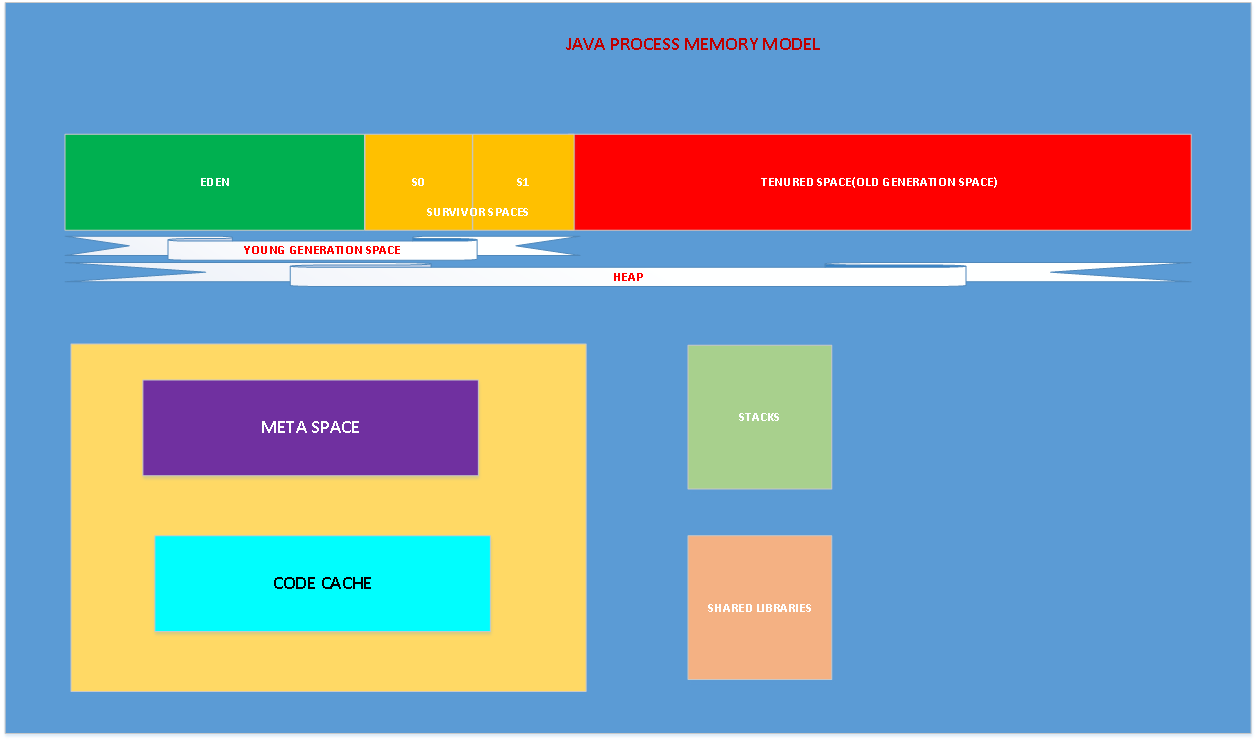 JAVA PROCESS MEMORY MODEL
EDEN
S0
S1
SURVIVOR SPACES
TENURED SPACE(OLD GENERATION SPACE)
YOUNG GENERATION SPACE
HEAP
META SPACE
STACKS
CODE CACHE
SHARED LIBRARIES